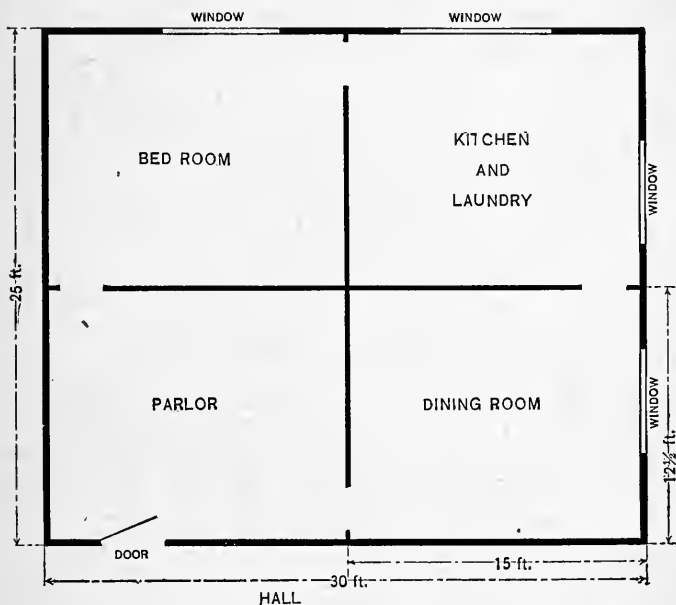 WINDOW
WINDOW
BED ROOM
KITCHEN
AND
LAUNDRY
WINDOW
25 ft.
PARLOR
DINING ROOM
WINDOW
12½ ft.
DOOR
15 ft.
30 ft.
HALL